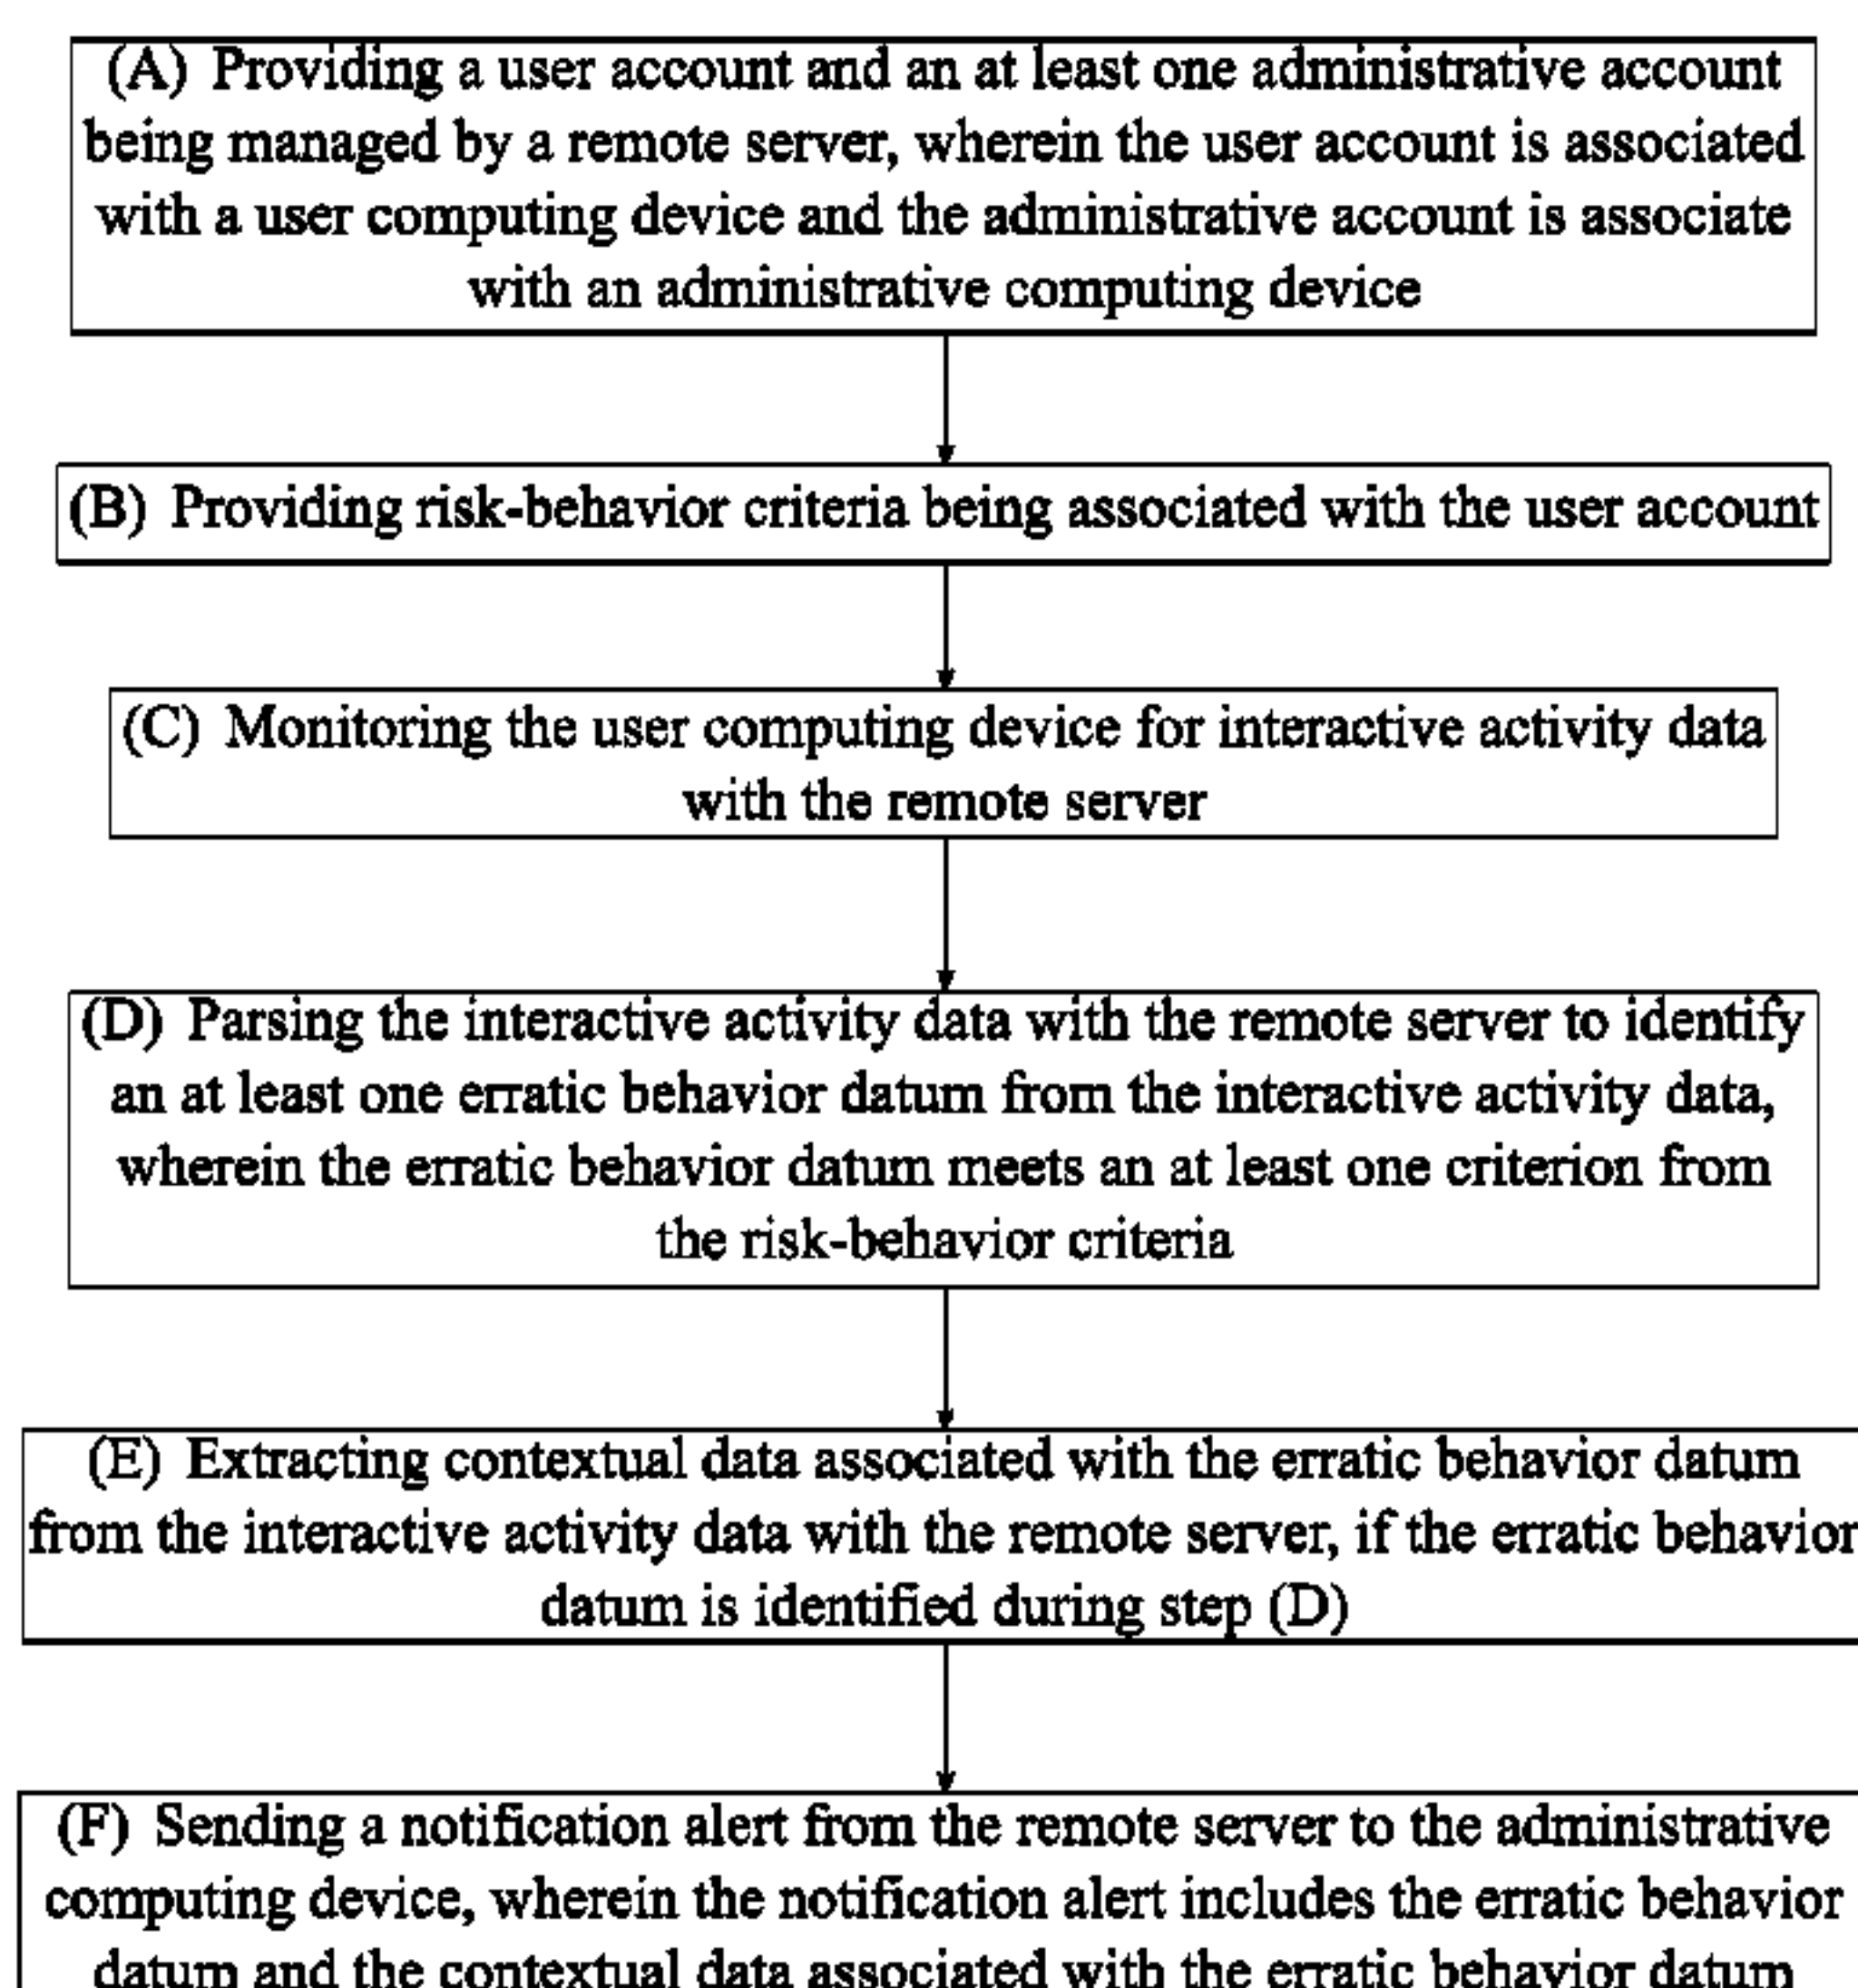 (A) Providing a user account and an at least one administrative account
being managed by a remote server, wherein the user account is associated
with a user computing device and the administrative account is associate
with an administrative computing device
(B) Providing risk-behavior criteria being associated with the user account
(C) Monitoring the user computing device for interactive activity data
with the remote server
(D) Parsing the interactive activity data with the remote server to identify
an at least one erratic behavior datum from the interactive activity data,
wherein the erratic behavior datum meets an at least one criterion from
the risk-behavior criteria
(E) Extracting contextual data associated with the erratic behavior datum
from the interactive activity data with the remote server, if the erratic behavior
datum is identified during step (D)
(F) Sending a notification alert from the remote server to the administrative
computing device, wherein the notification alert includes the erratic behavior
datum and the contextual data associated with the erratic behavior datum